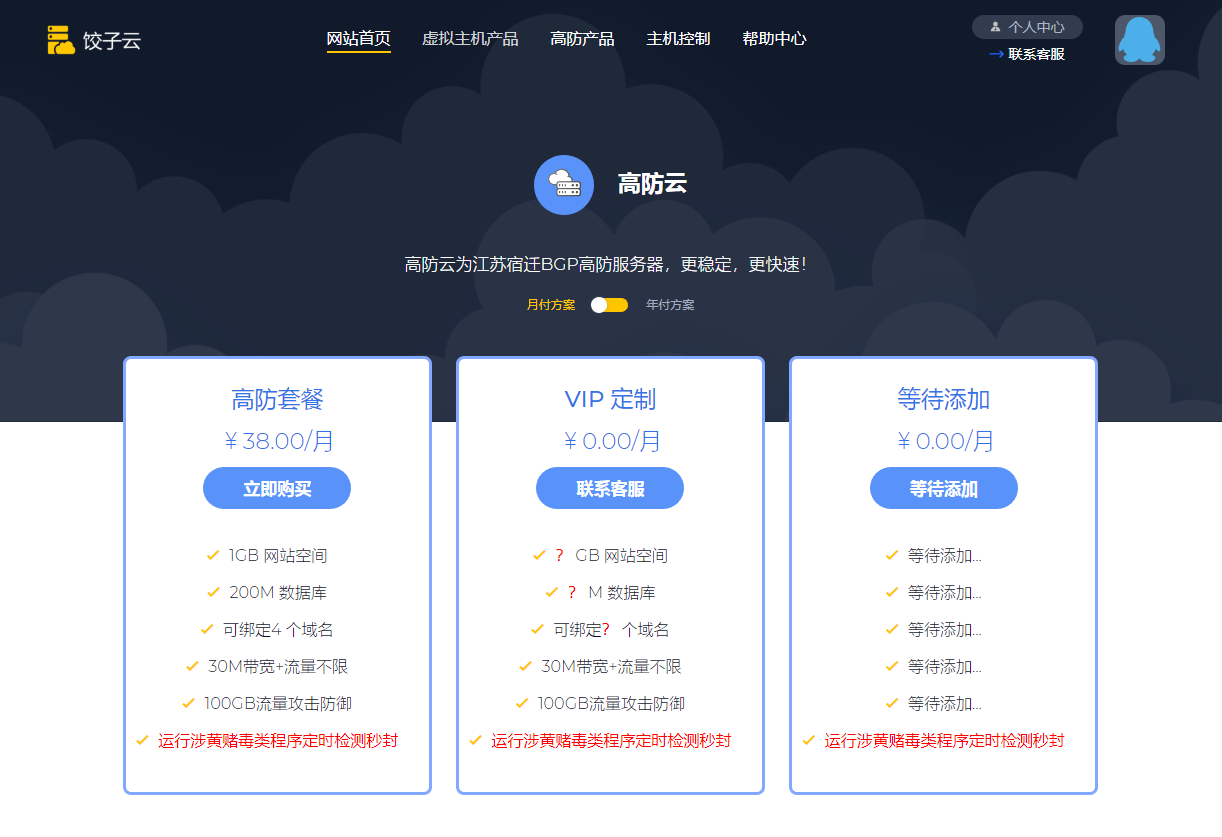 饺子云
网站首页 虚拟主机产品 高防产品 主机控制 帮助中心
个人中心
联系客服
高防云
高防云为江苏宿迁BGP高防服务器，更稳定，更快速！
月付方案 年付方案
高防套餐
￥38.00/月
立即购买
1GB 网站空间
200M 数据库
可绑定4 个域名
30M带宽+流量不限
100GB流量攻击防御
运行涉黄赌毒类程序定时检测秒封
VIP 定制
￥0.00/月
联系客服
？ GB 网站空间
？ M 数据库
可绑定？ 个域名
30M带宽+流量不限
100GB流量攻击防御
运行涉黄赌毒类程序定时检测秒封
等待添加
￥0.00/月
等待添加
等待添加...
等待添加...
等待添加...
等待添加...
等待添加...
运行涉黄赌毒类程序定时检测秒封